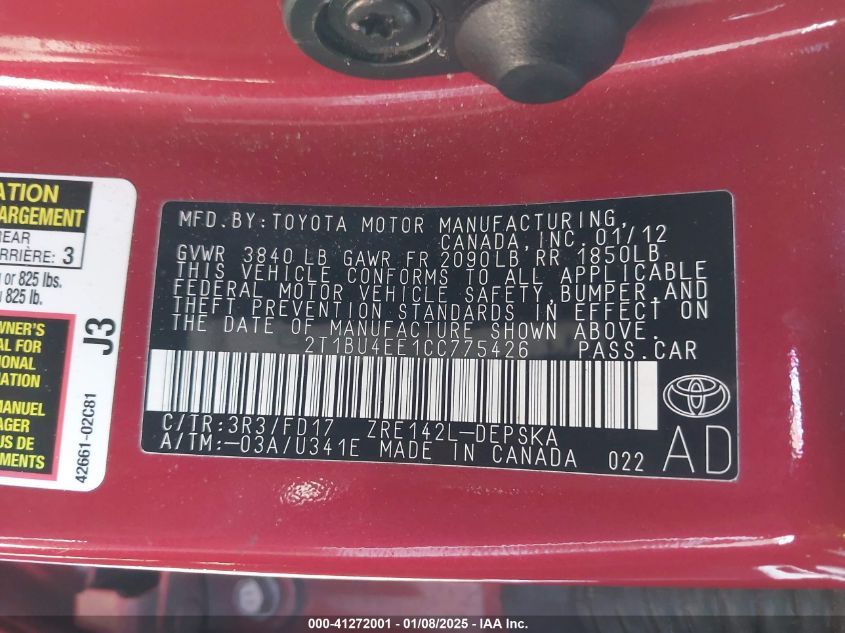 ATION
ARGEMENT
REAR
ARRIÈRE: 3
or 825 lbs.
825 lb.
WNER'S
AL FOR
TIONAL
ATION
MANUEL
AGER
S DE
MENTS
J3
42661-02C81
MFD. BY: TOYOTA MOTOR MANUFACTURING,
CANADA, INC. 01/12
GVWR 3840 LB GAWR FR 2090LB RR 1850LB
THIS VEHICLE CONFORMS TO ALL APPLICABLE
FEDERAL MOTOR VEHICLE SAFETY, BUMPER, AND
THEFT PREVENTION STANDARDS IN EFFECT ON
THE DATE OF MANUFACTURE SHOWN ABOVE.
2T1BU4EE1CC775426 PASS.CAR
C/TR:3R3/FD17 ZRE142L-DEPSKA
A/TM:-03A/U341E MADE IN CANADA 022
AD
000-41272001 - 01/08/2025 - IAA Inc.